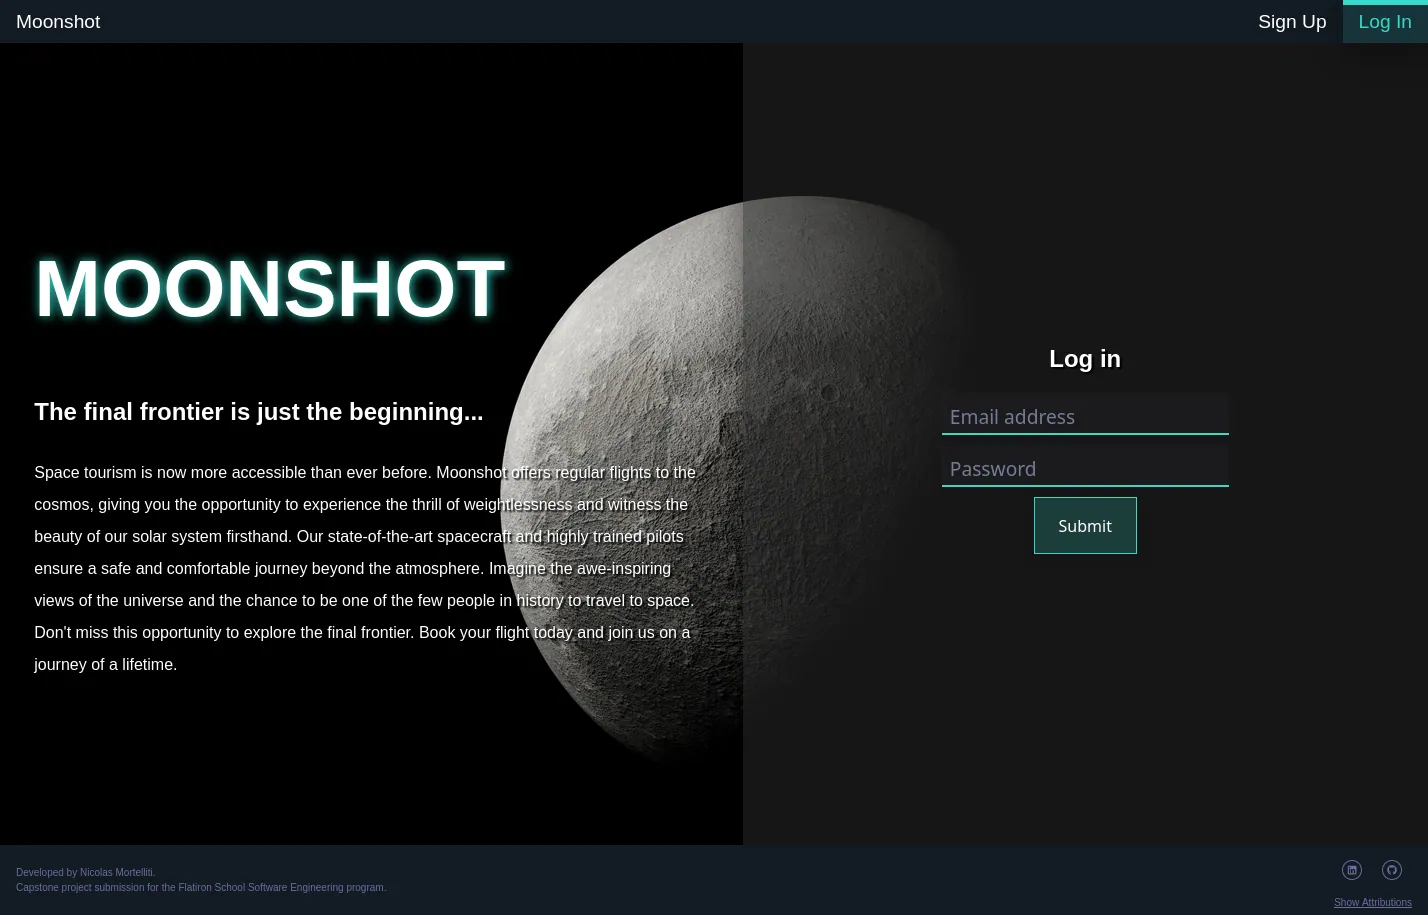 Moonshot
Sign Up
Log In
MOONSHOT
The final frontier is just the beginning...
Space tourism is now more accessible than ever before. Moonshot offers regular flights to the
cosmos, giving you the opportunity to experience the thrill of weightlessness and witness the
beauty of our solar system firsthand. Our state-of-the-art spacecraft and highly trained pilots
ensure a safe and comfortable journey beyond the atmosphere. Imagine the awe-inspiring
views of the universe and the chance to be one of the few people in history to travel to space.
Don't miss this opportunity to explore the final frontier. Book your flight today and join us on a
journey of a lifetime.
Log in
Email address
Password
Submit
Developed by Nicolas Mortelliti.
Capstone project submission for the Flatiron School Software Engineering program.
Show Attributions